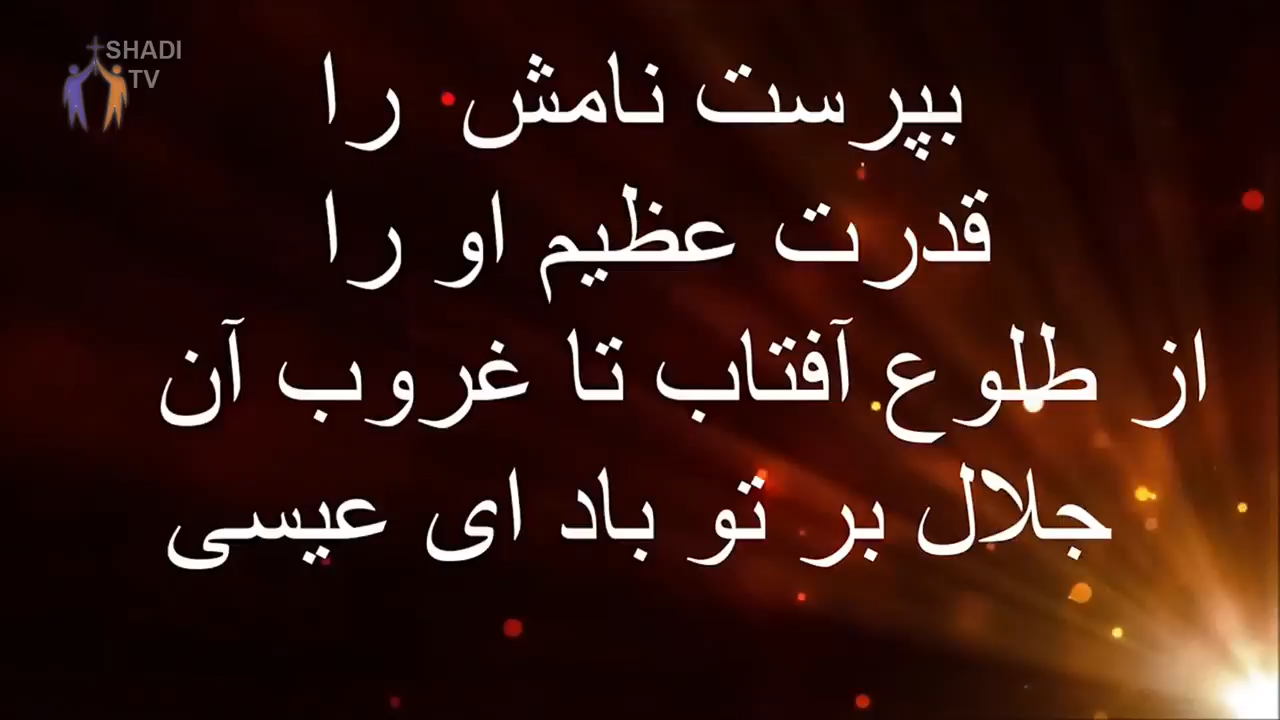 SHADI
TV
بپرست نامش را
قدرت عظیم او را
از طلوع آفتاب تا غروب آن
جلال بر تو باد ای عیسی